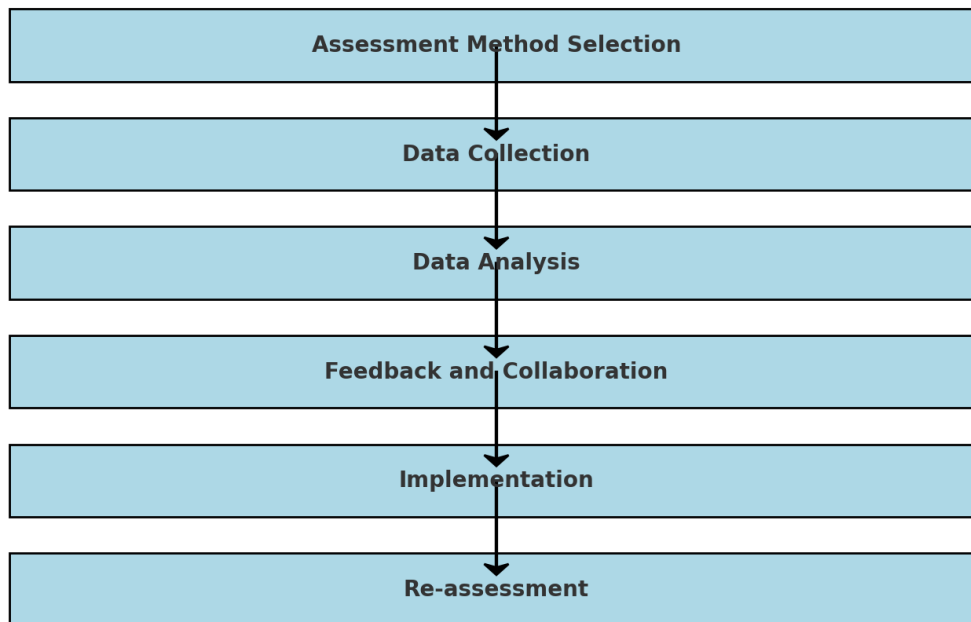 Assessment Method Selection
Data Collection
Data Analysis
Feedback and Collaboration
Implementation
Re-assessment